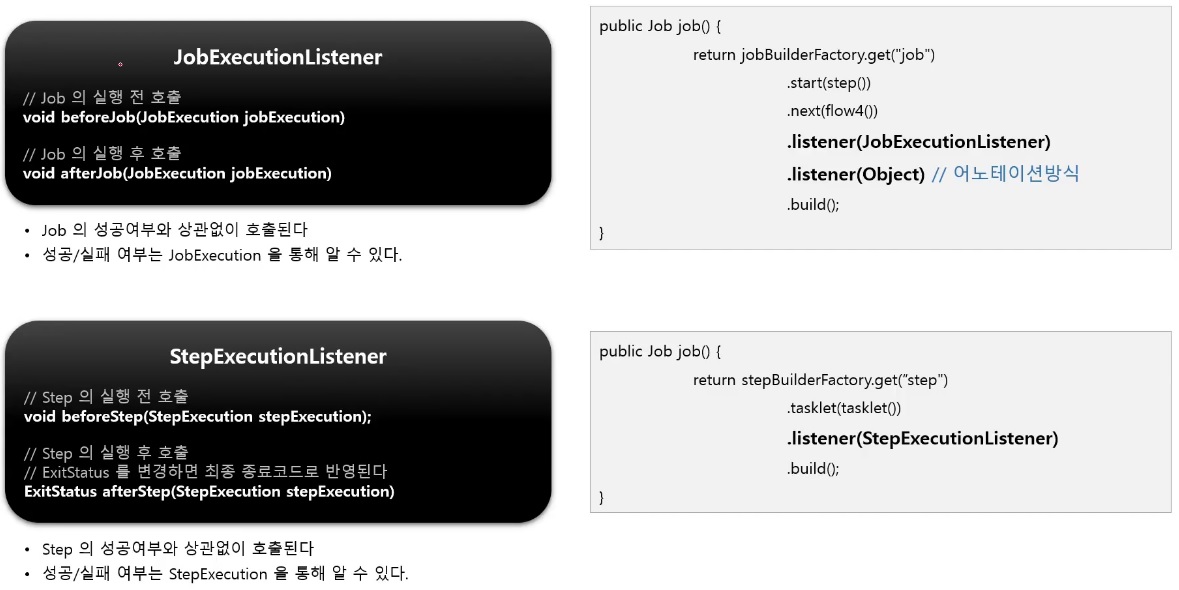 JobExecutionListener
// Job 의 실행 전 호출
void beforeJob(JobExecution jobExecution)
// Job 의 실행 후 호출
void afterJob(JobExecution jobExecution)
• Job 의 성공여부와 상관없이 호출된다
• 성공/실패 여부는 JobExecution 을 통해 알 수 있다.
public Job job() {
return jobBuilderFactory.get("job")
.start(step())
.next(flow4())
.listener(JobExecutionListener)
.listener(Object) // 어노테이션방식
.build();
}
StepExecutionListener
// Step 의 실행 전 호출
void beforeStep(StepExecution stepExecution);
// Step 의 실행 후 호출
// ExitStatus 를 변경하면 최종 종료코드로 반영된다
ExitStatus afterStep(StepExecution stepExecution)
• Step 의 성공여부와 상관없이 호출된다
• 성공/실패 여부는 StepExecution 을 통해 알 수 있다.
public Job job() {
return stepBuilderFactory.get("step")
.tasklet(tasklet())
.listener(StepExecutionListener)
.build();
}